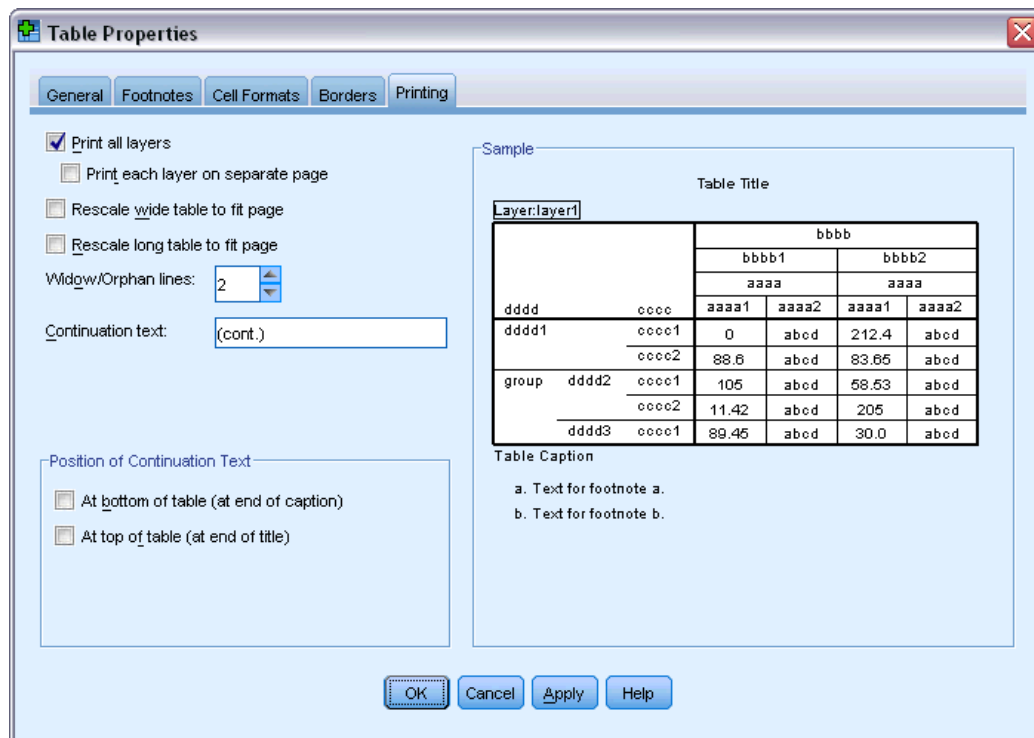 Table Properties
General Footnotes Cell Formats Borders Printing
Print all layers
Print each layer on separate page
Rescale wide table to fit page
Rescale long table to fit page
Widow/Orphan lines: 2
Continuation text: (cont.)
Position of Continuation Text
At bottom of table (at end of caption)
At top of table (at end of title)
Sample
Table Title
Layer:layer1
bbbb
bbbb1 bbbb2
aaaa aaaa
dddd cccc aaaa1 aaaa2 aaaa1 aaaa2
dddd1 cccc1 0 abcd 212.4 abcd
cccc2 88.6 abcd 83.65 abcd
group dddd2 cccc1 105 abcd 58.53 abcd
cccc2 11.42 abcd 205 abcd
dddd3 cccc1 89.45 abcd 30.0 abcd
Table Caption
a. Text for footnote a.
b. Text for footnote b.
OK Cancel Apply Help